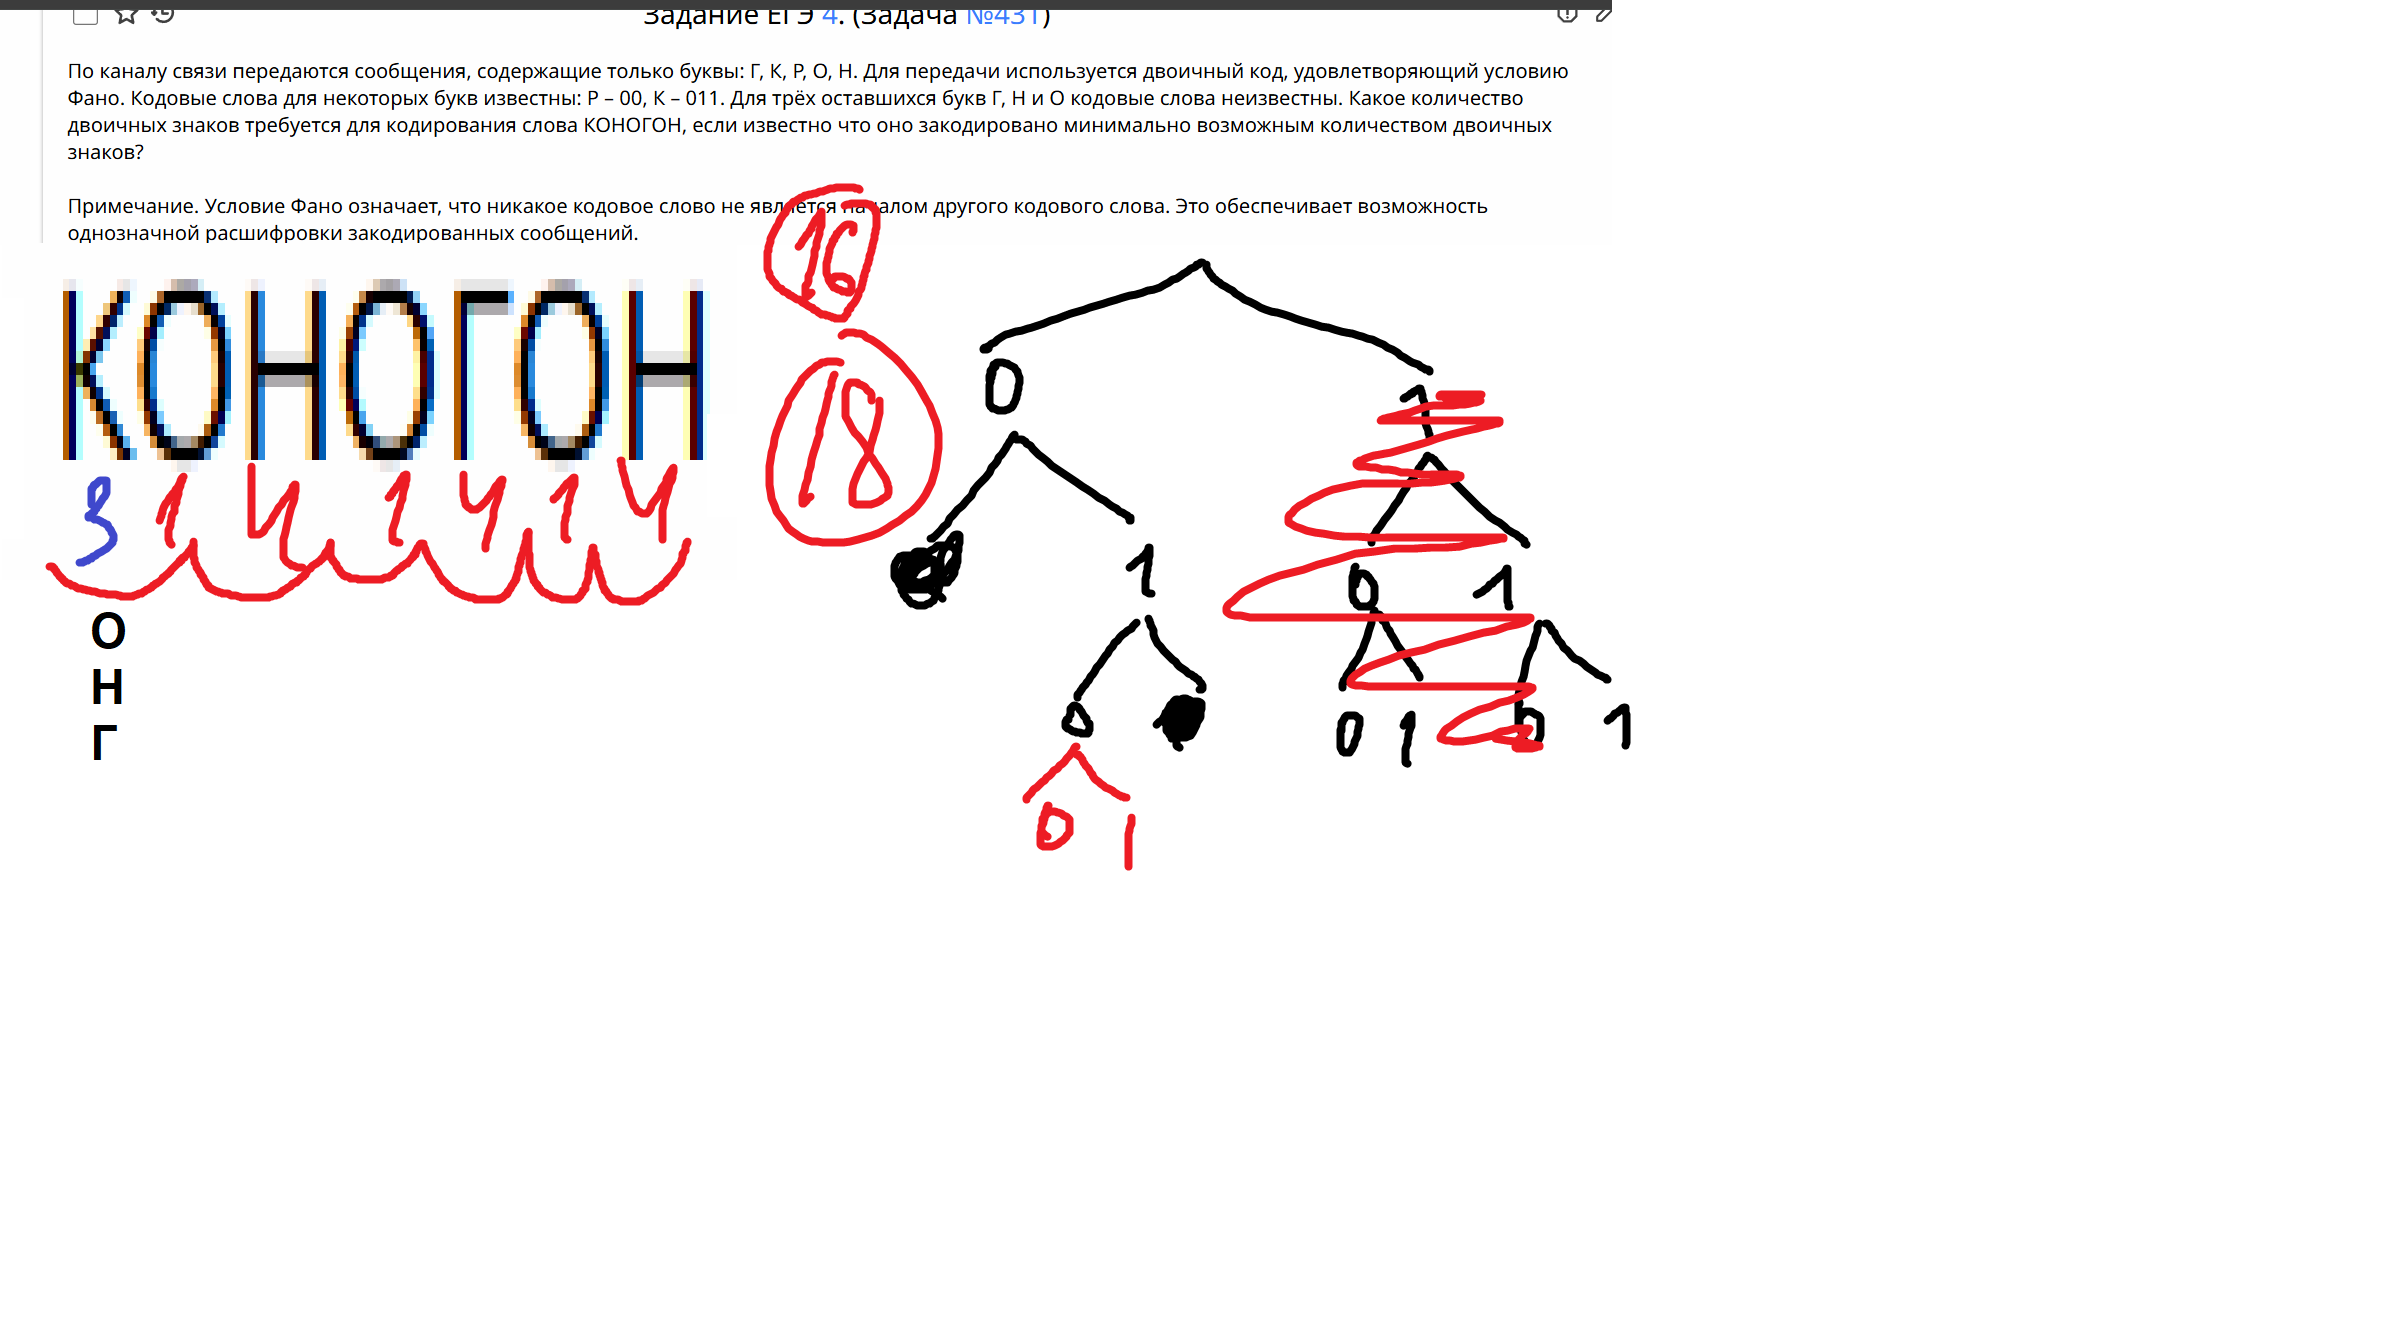 Задание ЕГЭ 4. (Задача №431)
По каналу связи передаются сообщения, содержащие только буквы: Г, К, Р, О, Н. Для передачи используется двоичный код, удовлетворяющий условию
Фано. Кодовые слова для некоторых букв известны: Р – 00, К – 011. Для трёх оставшихся букв Г, Н и О кодовые слова неизвестны. Какое количество
двоичных знаков требуется для кодирования слова КОНОГОН, если известно что оно закодировано минимально возможным количеством двоичных
знаков?
Примечание. Условие Фано означает, что никакое кодовое слово не является началом другого кодового слова. Это обеспечивает возможность
однозначной расшифровки закодированных сообщений.
16
КОНОГОН
18
3 1 4 1 4 1 4
О
Н
Г
0 1
1 0 1
0 0 1 0 1
0 1